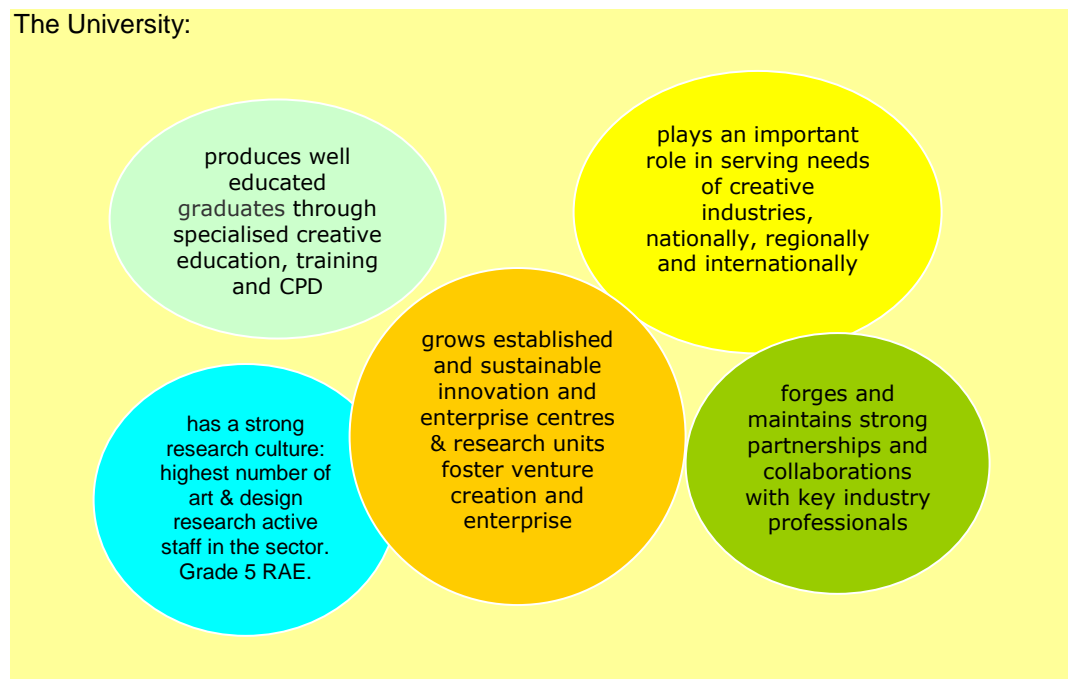 The University:
produces well
educated
graduates through
specialised creative
education, training
and CPD
plays an important
role in serving needs
of creative
industries,
nationally, regionally
and internationally
grows established
and sustainable
innovation and
enterprise centres
& research units
foster venture
creation and
enterprise
has a strong
research culture:
highest number of
art & design
research active
staff in the sector.
Grade 5 RAE.
forges and
maintains strong
partnerships and
collaborations
with key industry
professionals